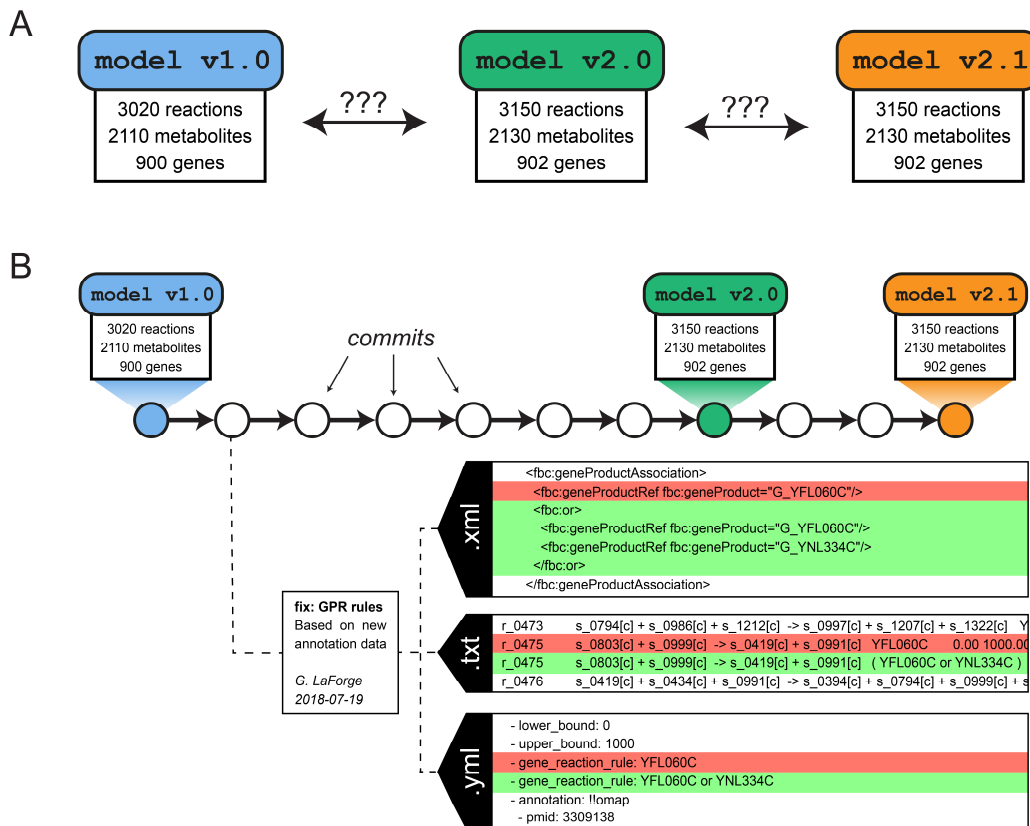 A
model v1.0
3020 reactions
2110 metabolites
900 genes
???
model v2.0
3150 reactions
2130 metabolites
902 genes
???
model v2.1
3150 reactions
2130 metabolites
902 genes
B
model v1.0
3020 reactions
2110 metabolites
900 genes
commits
model v2.0
3150 reactions
2130 metabolites
902 genes
model v2.1
3150 reactions
2130 metabolites
902 genes
fix: GPR rules
Based on new
annotation data
G. LaForge
2018-07-19
.xml
<fbc:geneProductAssociation>
<fbc:geneProductRef fbc:geneProduct="G_YFL060C"/>
<fbc:or>
<fbc:geneProductRef fbc:geneProduct="G_YFL060C"/>
<fbc:geneProductRef fbc:geneProduct="G_YNL334C"/>
</fbc:or>
</fbc:geneProductAssociation>
.txt
r_0473 s_0794[c] + s_0986[c] + s_1212[c] -> s_0997[c] + s_1207[c] + s_1322[c] Y
r_0475 s_0803[c] + s_0999[c] -> s_0419[c] + s_0991[c] YFL060C 0.00 1000.00
r_0475 s_0803[c] + s_0999[c] -> s_0419[c] + s_0991[c] ( YFL060C or YNL334C )
r_0476 s_0419[c] + s_0434[c] + s_0991[c] -> s_0394[c] + s_0794[c] + s_0999[c] + s
.yml
- lower_bound: 0
- upper_bound: 1000
- gene_reaction_rule: YFL060C
- gene_reaction_rule: YFL060C or YNL334C
- annotation: !!omap
- pmid: 3309138